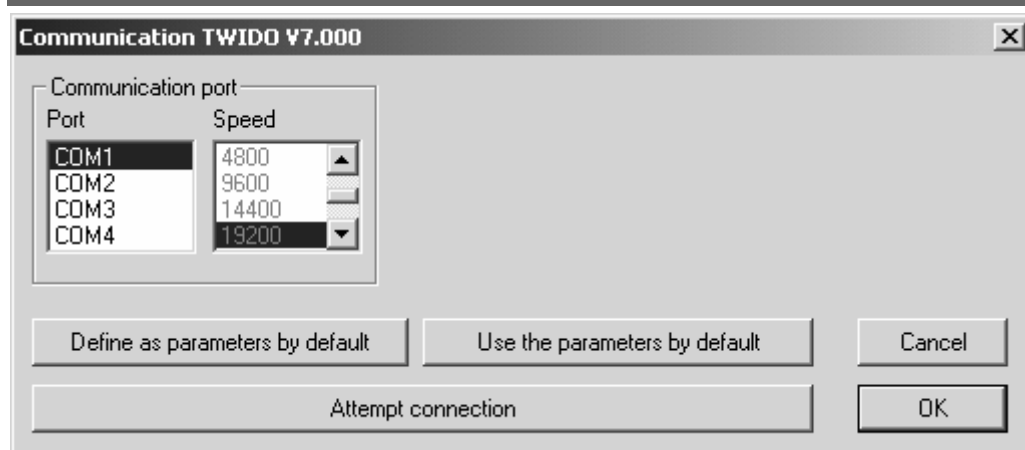 Communication TWIDO V7.000
Communication port
Port Speed
COM1 4800
COM2 9600
COM3 14400
COM4 19200
Define as parameters by default Use the parameters by default Cancel
Attempt connection OK